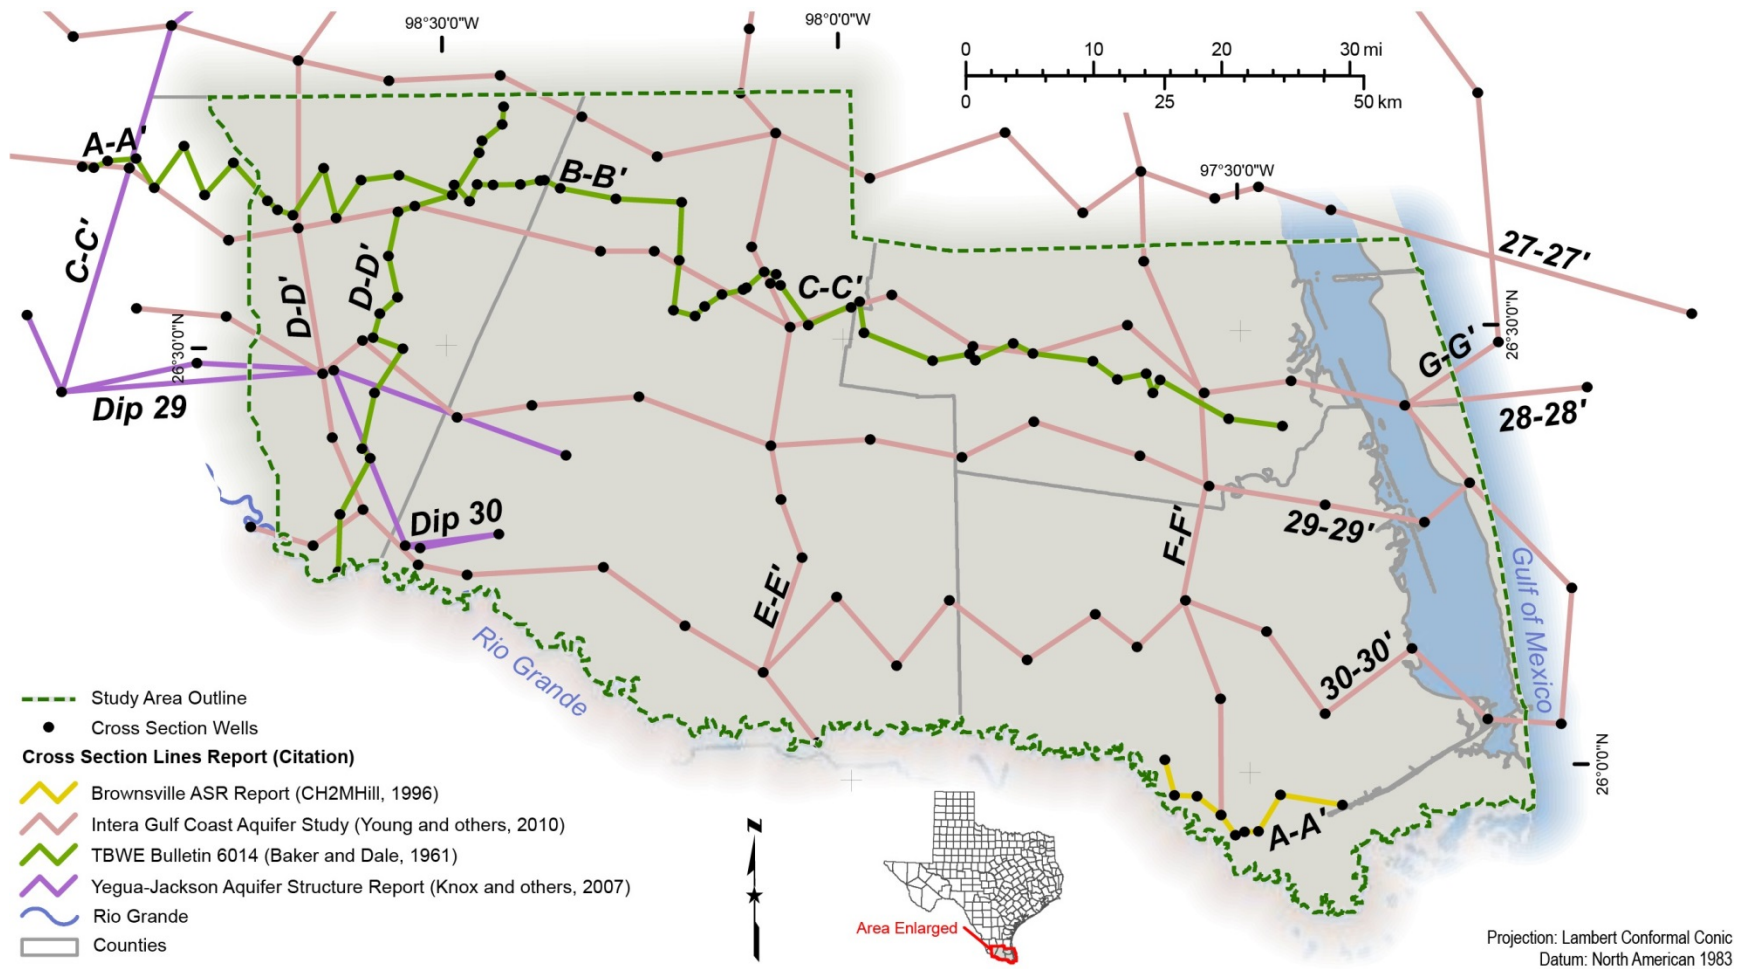 98°30'0"W
98°0'0"W
0 10 20 30 mi
0 25 50 km
A-A'
B-B'
97°30'0"W
C-C'
D-D'
D-D'
C-C'
27-27'
26°30'0"N
26°30'0"N
G-G'
Dip 29
28-28'
Dip 30
29-29'
F-F'
E-E'
Gulf of Mexico
Rio Grande
30-30'
26°0'0"N
A-A'
Study Area Outline
Cross Section Wells
Cross Section Lines Report (Citation)
Brownsville ASR Report (CH2MHill, 1996)
Intera Gulf Coast Aquifer Study (Young and others, 2010)
TBWE Bulletin 6014 (Baker and Dale, 1961)
Yegua-Jackson Aquifer Structure Report (Knox and others, 2007)
Rio Grande
Counties
N
Area Enlarged
Projection: Lambert Conformal Conic
Datum: North American 1983